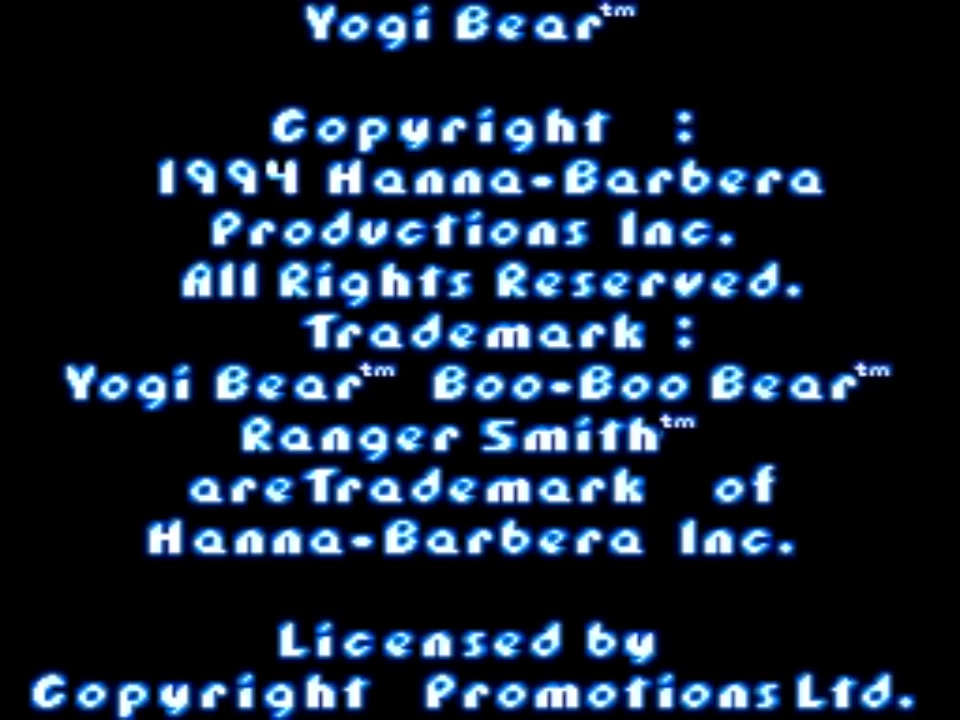 Yogi Bear™
Copyright :
1994 Hanna-Barbera
Productions Inc.
All Rights Reserved.
Trademark :
Yogi Bear™ Boo-Boo Bear™
Ranger Smith™
areTrademark of
Hanna-Barbera Inc.
Licensed by
Copyright Promotions Ltd.